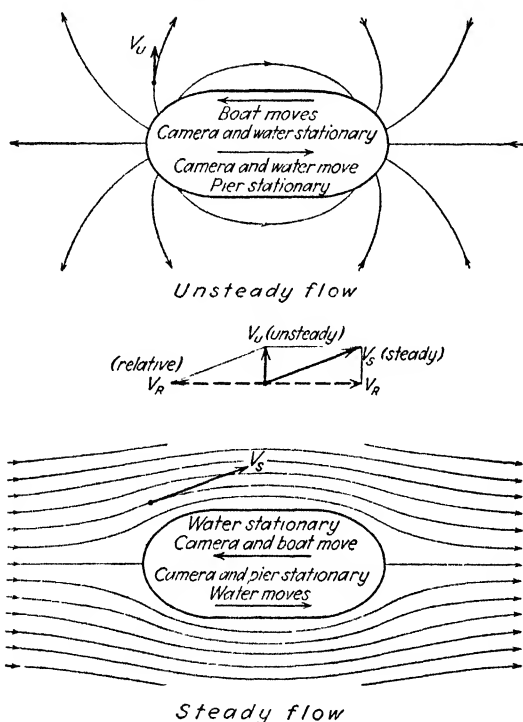 V_U
Boat moves
Camera and water stationary
Camera and water move
Pier stationary
Unsteady flow
V_U (unsteady)
(relative)
V_S (steady)
V_R
V_R
V_S
Water stationary
Camera and boat move
Camera and pier stationary
Water moves
Steady flow